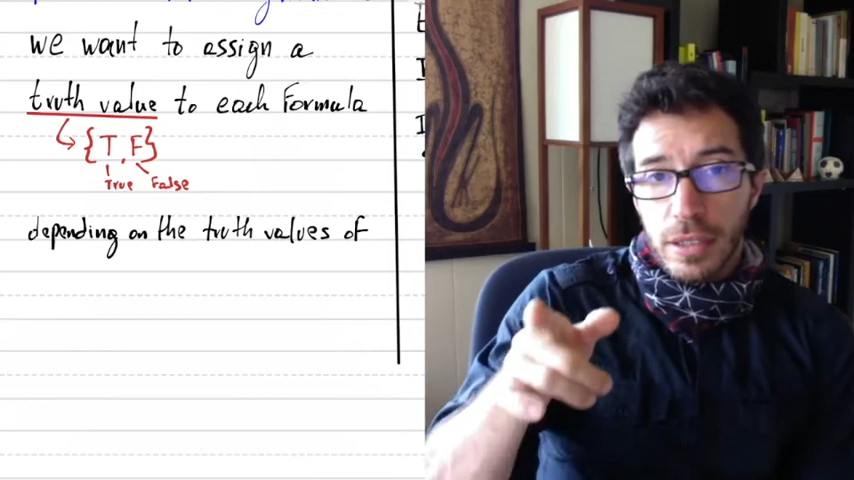 we want to assign a
truth value to each Formula
{T, F}
True False
depending on the truth values of